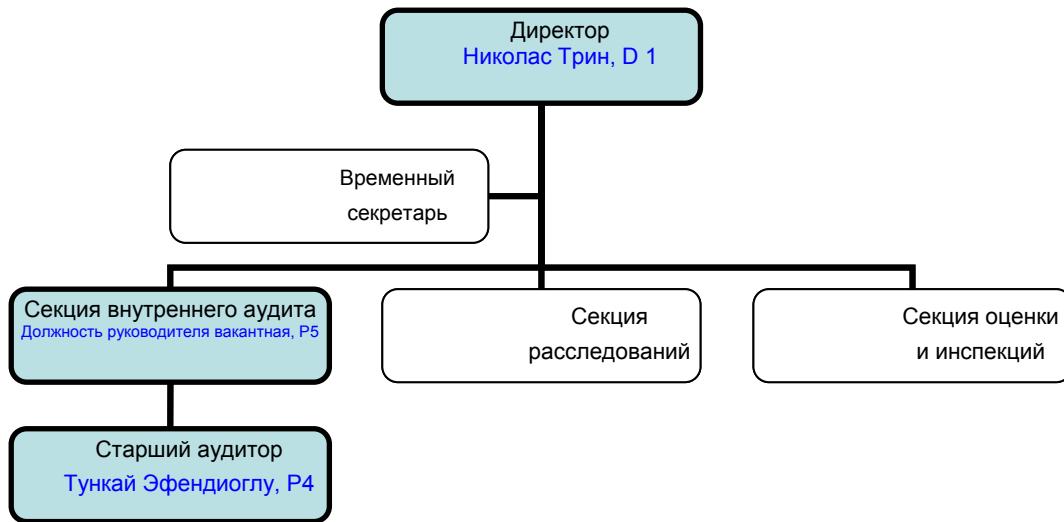 Директор
Николас Трин, D 1
Временный
секретарь
Секция внутреннего аудита
Должность руководителя вакантная, P5
Секция
расследований
Секция оценки
и инспекций
Старший аудитор
Тункай Эфендиоглу, P4